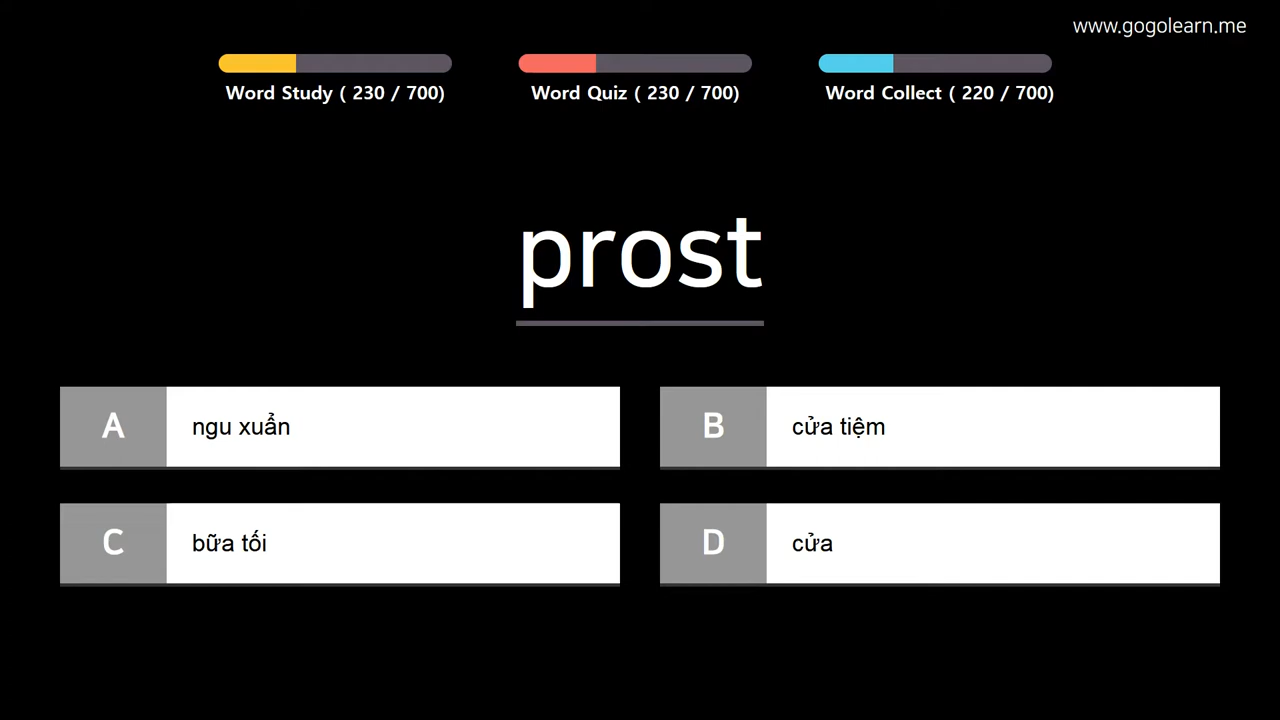 www.gogolearn.me
Word Study ( 230 / 700)
Word Quiz ( 230 / 700)
Word Collect ( 220 / 700)
prost
A ngu xuẩn
B cửa tiệm
C bữa tối
D cửa